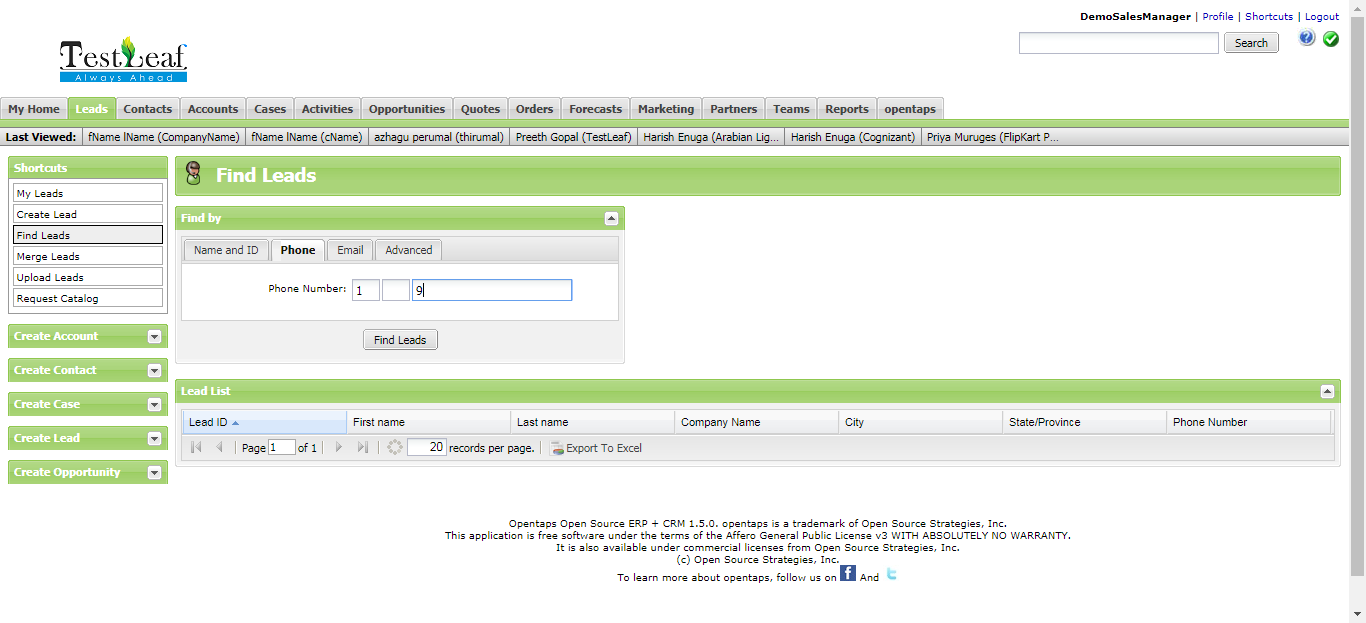 DemoSalesManager | Profile | Shortcuts | Logout
Search
TestLeaf
Always Ahead
My Home Leads Contacts Accounts Cases Activities Opportunities Quotes Orders Forecasts Marketing Partners Teams Reports opentaps
Last Viewed: fName lName (CompanyName) fName lName (cName) azhagu perumal (thirumal) Preeth Gopal (TestLeaf) Harish Enuga (Arabian Lig... Harish Enuga (Cognizant) Priya Muruges (FlipKart P...
Shortcuts
My Leads
Create Lead
Find Leads
Merge Leads
Upload Leads
Request Catalog
Create Account
Create Contact
Create Case
Create Lead
Create Opportunity
Find Leads
Find by
Name and ID Phone Email Advanced
Phone Number: 1 9
Find Leads
Lead List
Lead ID First name Last name Company Name City State/Province Phone Number
Page 1 of 1 20 records per page. Export To Excel
Opentaps Open Source ERP + CRM 1.5.0. opentaps is a trademark of Open Source Strategies, Inc.
This application is free software under the terms of the Affero General Public License v3 WITH ABSOLUTELY NO WARRANTY.
It is also available under commercial licenses from Open Source Strategies, Inc.
(c) Open Source Strategies, Inc.
To learn more about opentaps, follow us on f And t